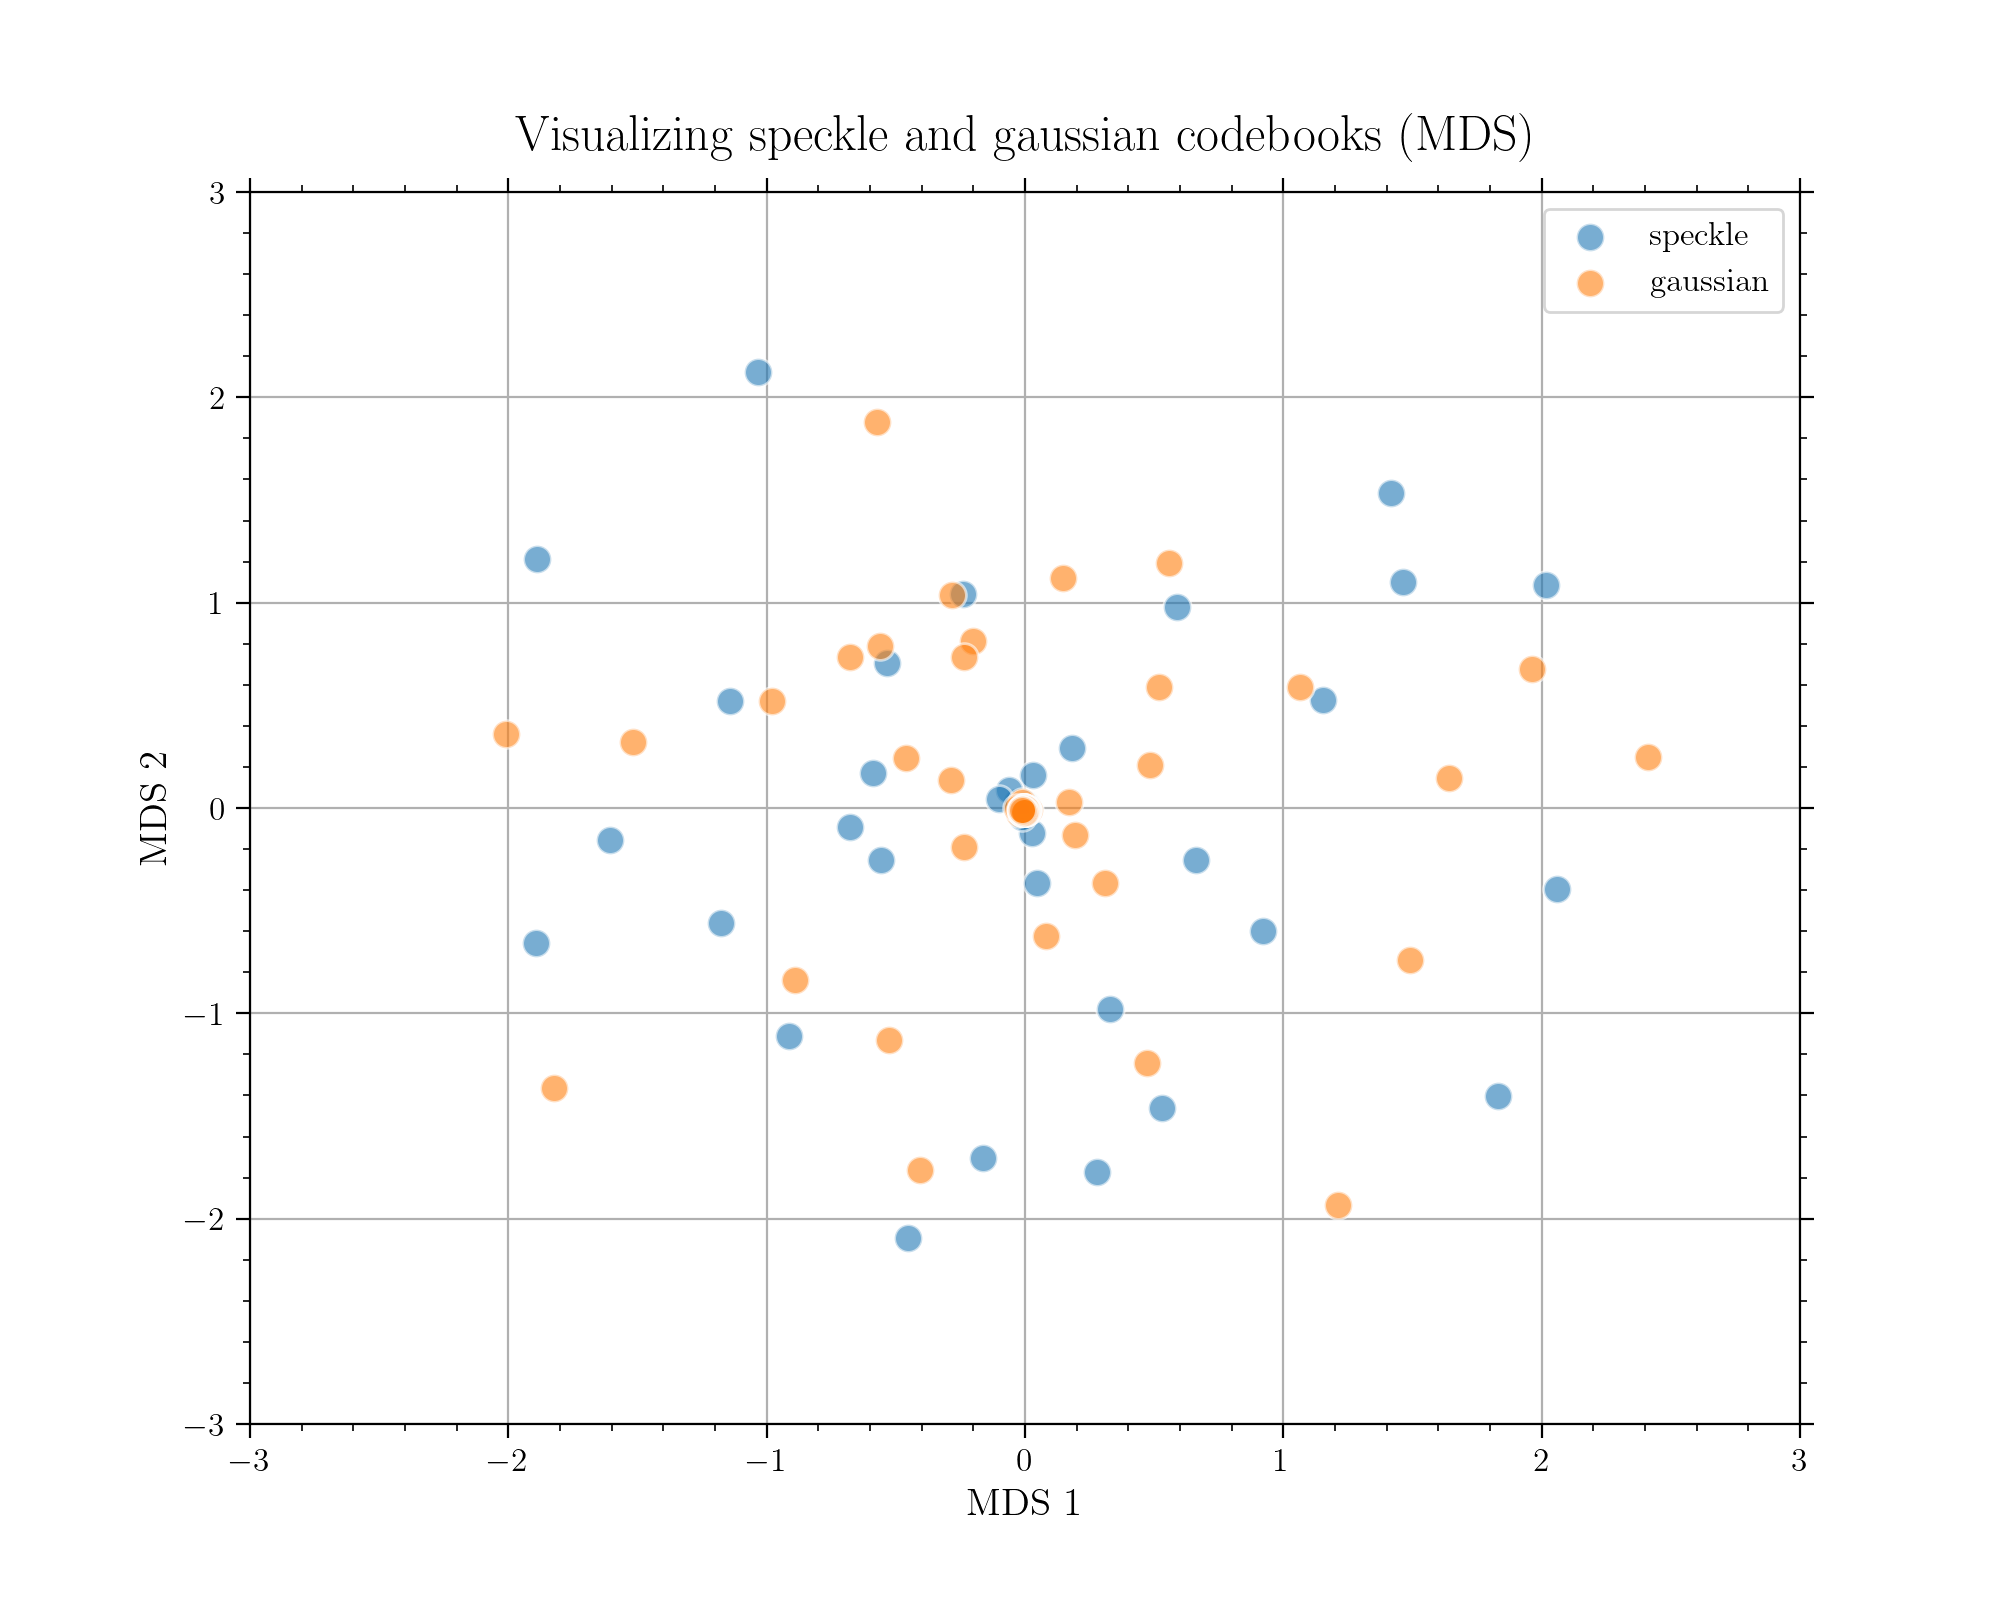 Visualizing speckle and gaussian codebooks (MDS)
speckle
gaussian
3
2
1
0
−1
−2
−3
MDS 2
−3
−2
−1
0
1
2
3
MDS 1